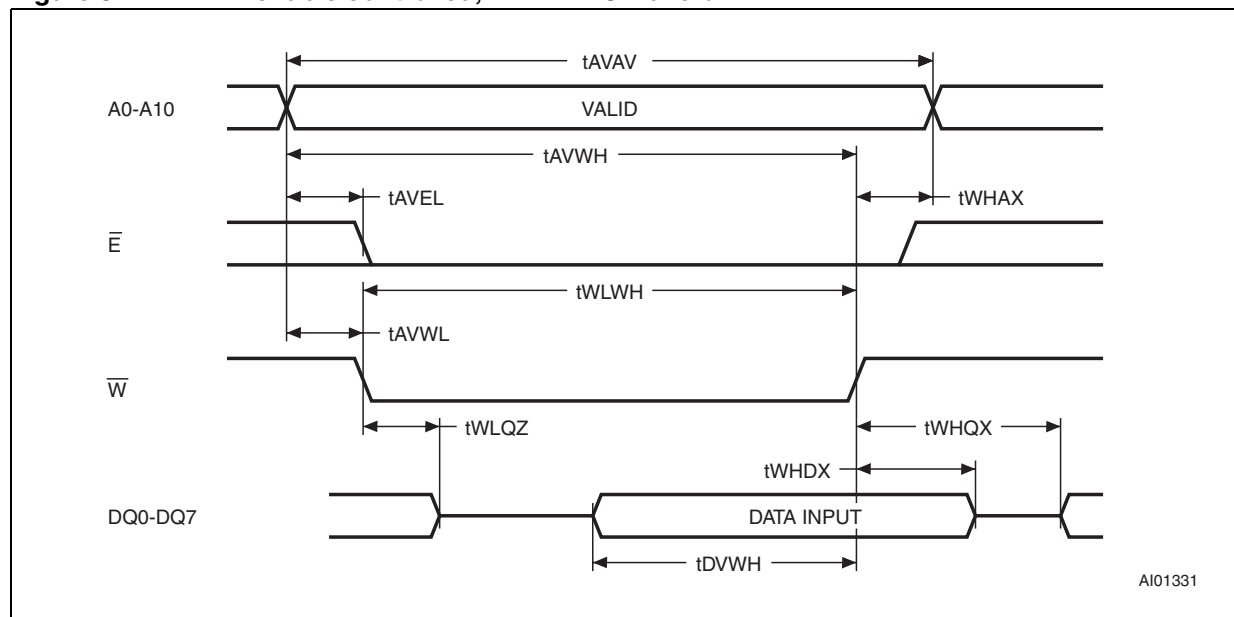 tAVAV
A0-A10
VALID
tAVWH
tAVEL
tWHAX
E̅
tWLWH
tAVWL
W̅
tWLQZ
tWHQX
tWHDX
DQ0-DQ7
DATA INPUT
tDVWH
AI01331